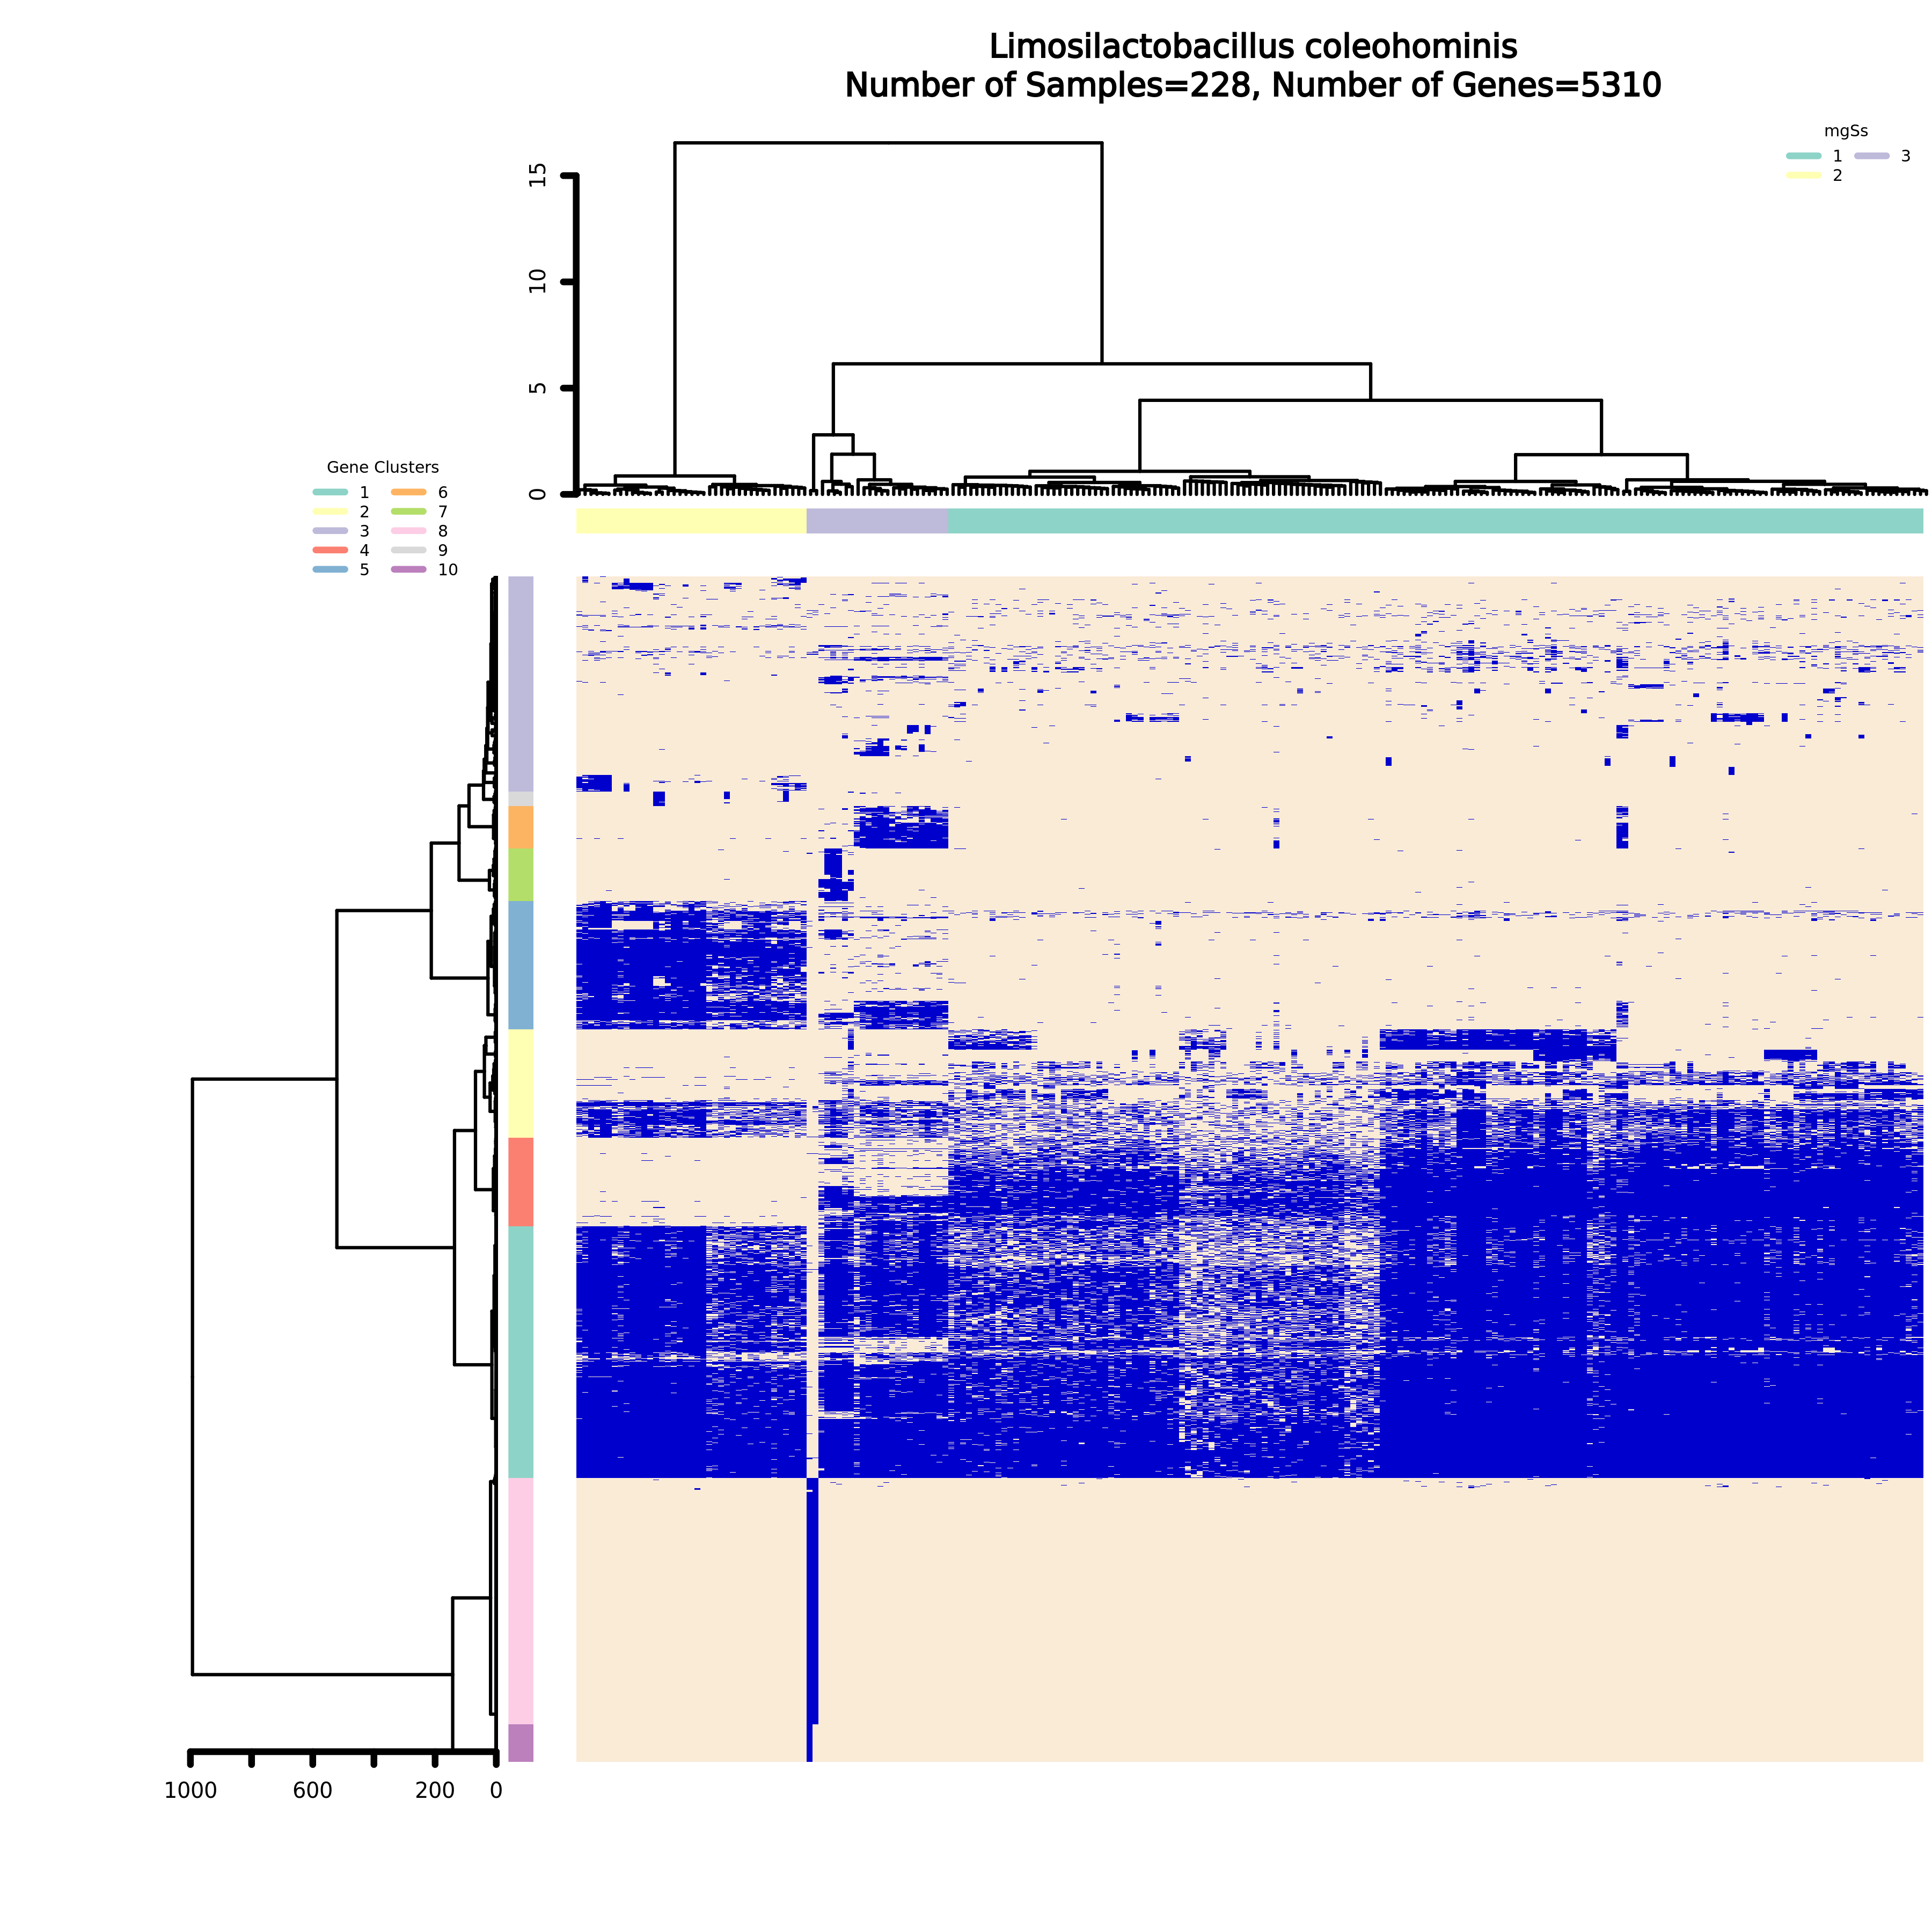 Limosilactobacillus coleohominis
Number of Samples=228, Number of Genes=5310
mgSs
1 3
2
15
10
5
0
Gene Clusters
1 6
2 7
3 8
4 9
5 10
1000 600 200 0